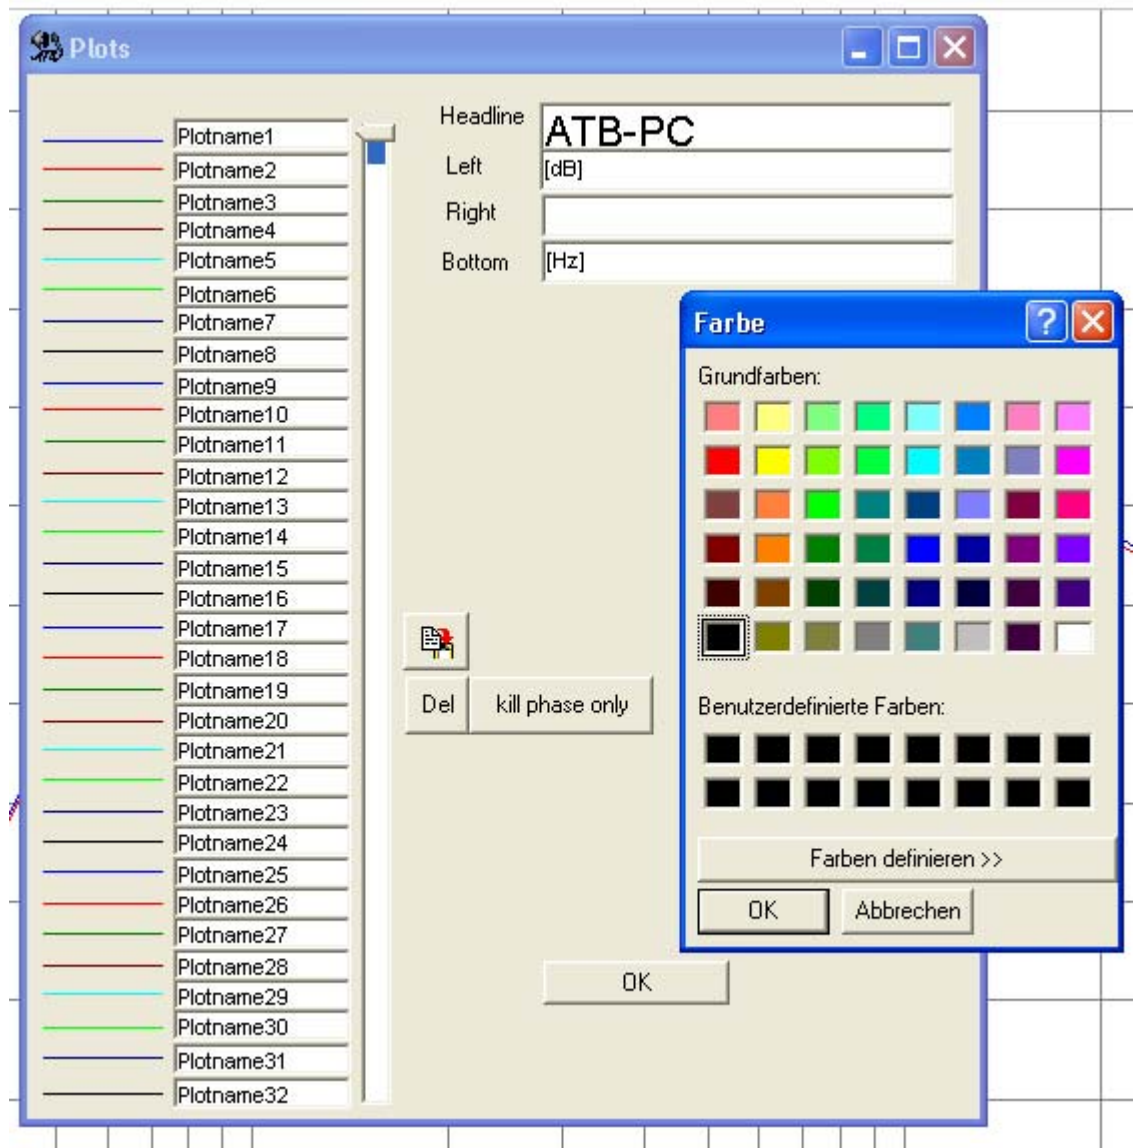 Plots
Plotname1
Plotname2
Plotname3
Plotname4
Plotname5
Plotname6
Plotname7
Plotname8
Plotname9
Plotname10
Plotname11
Plotname12
Plotname13
Plotname14
Plotname15
Plotname16
Plotname17
Plotname18
Plotname19
Plotname20
Plotname21
Plotname22
Plotname23
Plotname24
Plotname25
Plotname26
Plotname27
Plotname28
Plotname29
Plotname30
Plotname31
Plotname32
Headline ATB-PC
Left [dB]
Right
Bottom [Hz]
Del kill phase only
OK
Farbe
Grundfarben:
Benutzerdefinierte Farben:
Farben definieren >>
OK Abbrechen